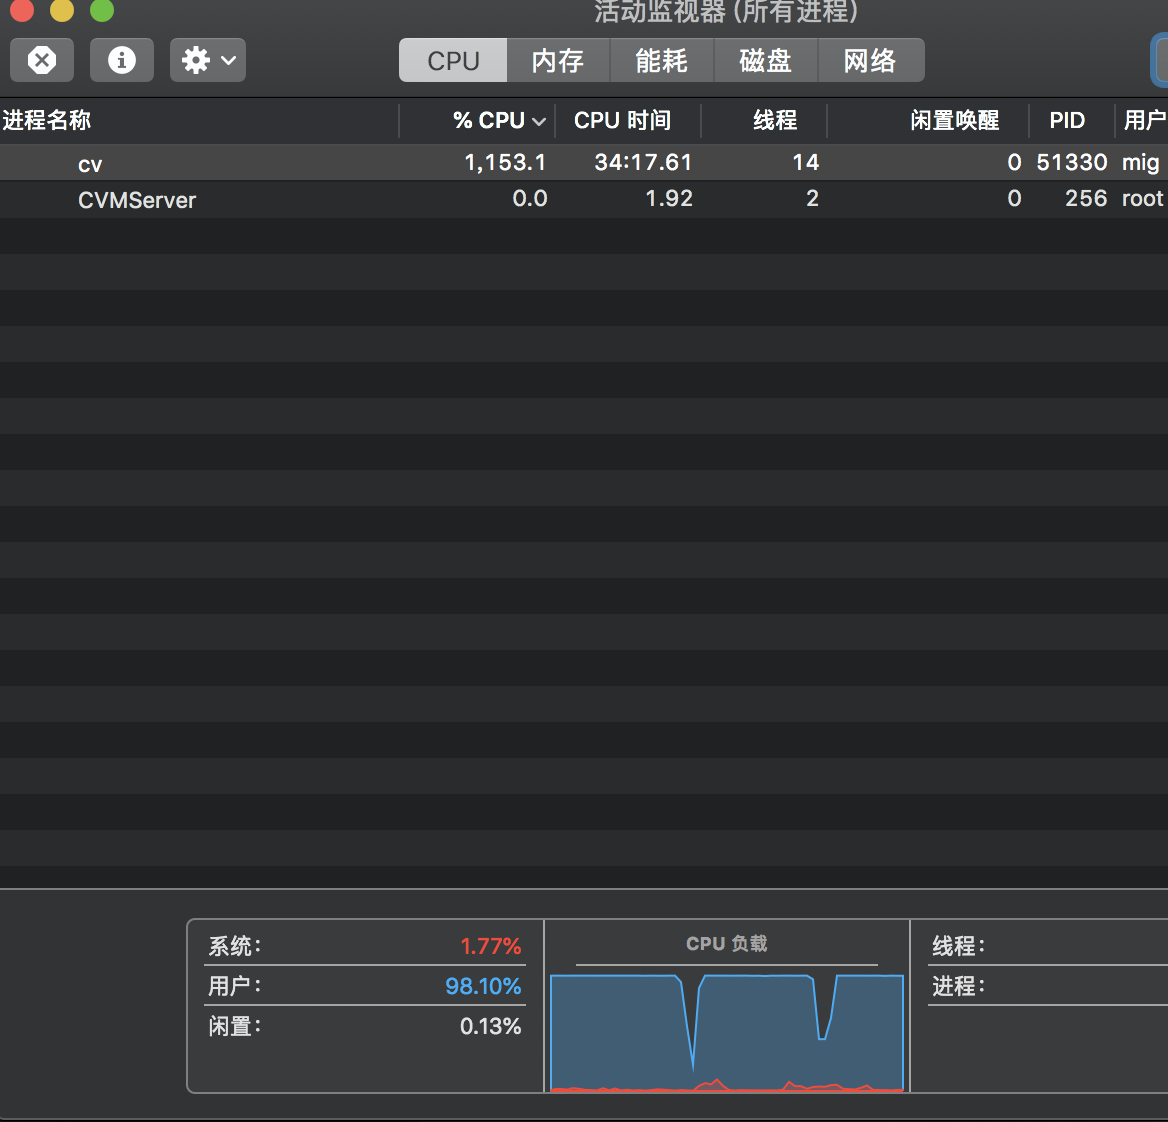 活动监视器 (所有进程)
CPU 内存 能耗 磁盘 网络
进程名称 % CPU CPU 时间 线程 闲置唤醒 PID 用户
cv 1,153.1 34:17.61 14 0 51330 mig
CVMServer 0.0 1.92 2 0 256 root
系统: 1.77%
用户: 98.10%
闲置: 0.13%
CPU 负载
线程:
进程: